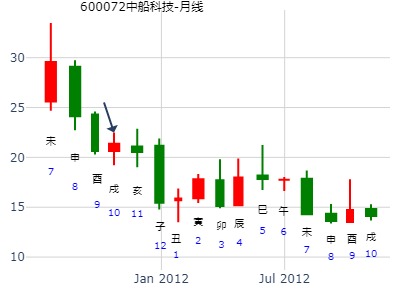 600072中船科技-月线
30
25
20
15
10
未
7
申
8
酉
9
戌
10
亥
11
子
12
丑
1
寅
2
卯
3
辰
4
巳
5
午
6
未
7
申
8
酉
9
戌
10
Jan 2012
Jul 2012